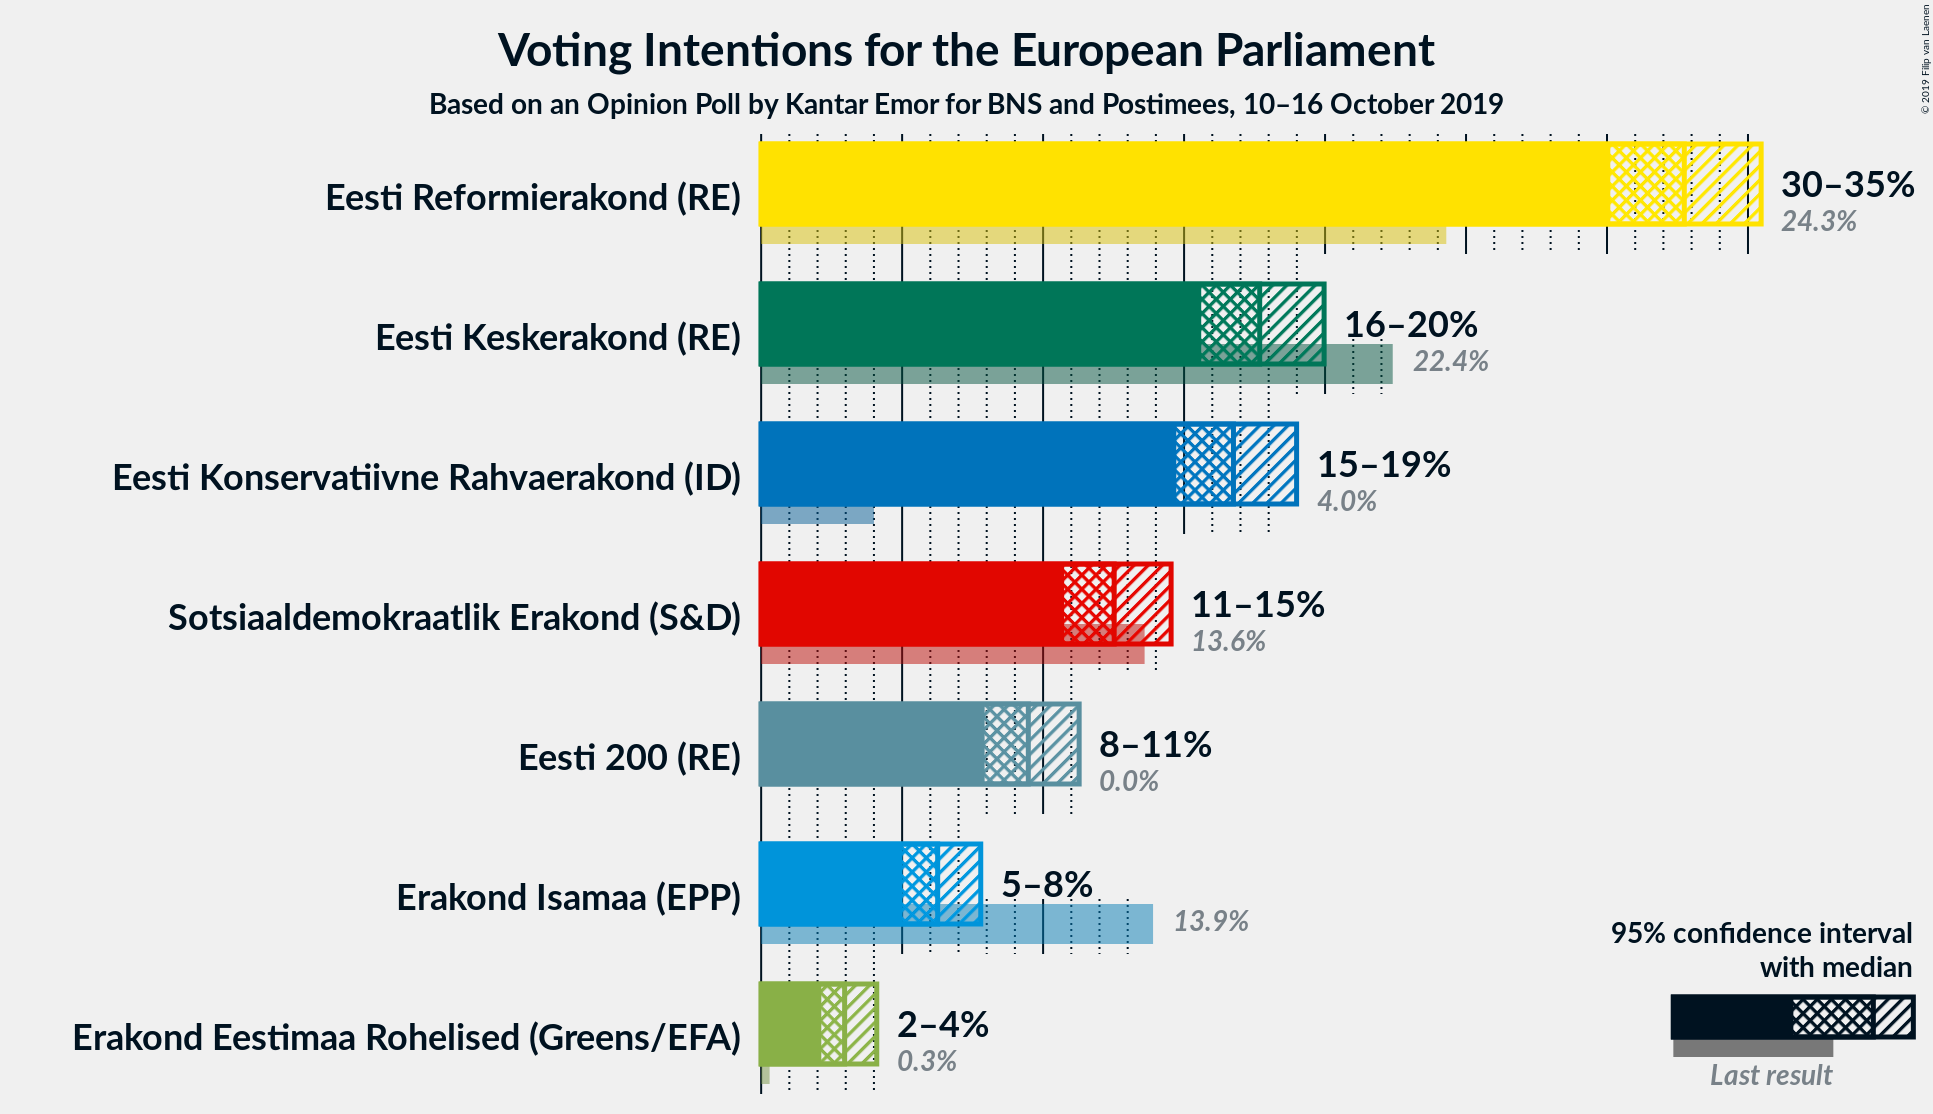 Voting Intentions for the European Parliament
Based on an Opinion Poll by Kantar Emor for BNS and Postimees, 10–16 October 2019
© 2019 Filip van Laenen
Eesti Reformierakond (RE)
30–35%
24.3%
Eesti Keskerakond (RE)
16–20%
22.4%
Eesti Konservatiivne Rahvaerakond (ID)
15–19%
4.0%
Sotsiaaldemokraatlik Erakond (S&D)
11–15%
13.6%
Eesti 200 (RE)
8–11%
0.0%
Erakond Isamaa (EPP)
5–8%
13.9%
Erakond Eestimaa Rohelised (Greens/EFA)
2–4%
0.3%
95% confidence interval
with median
Last result